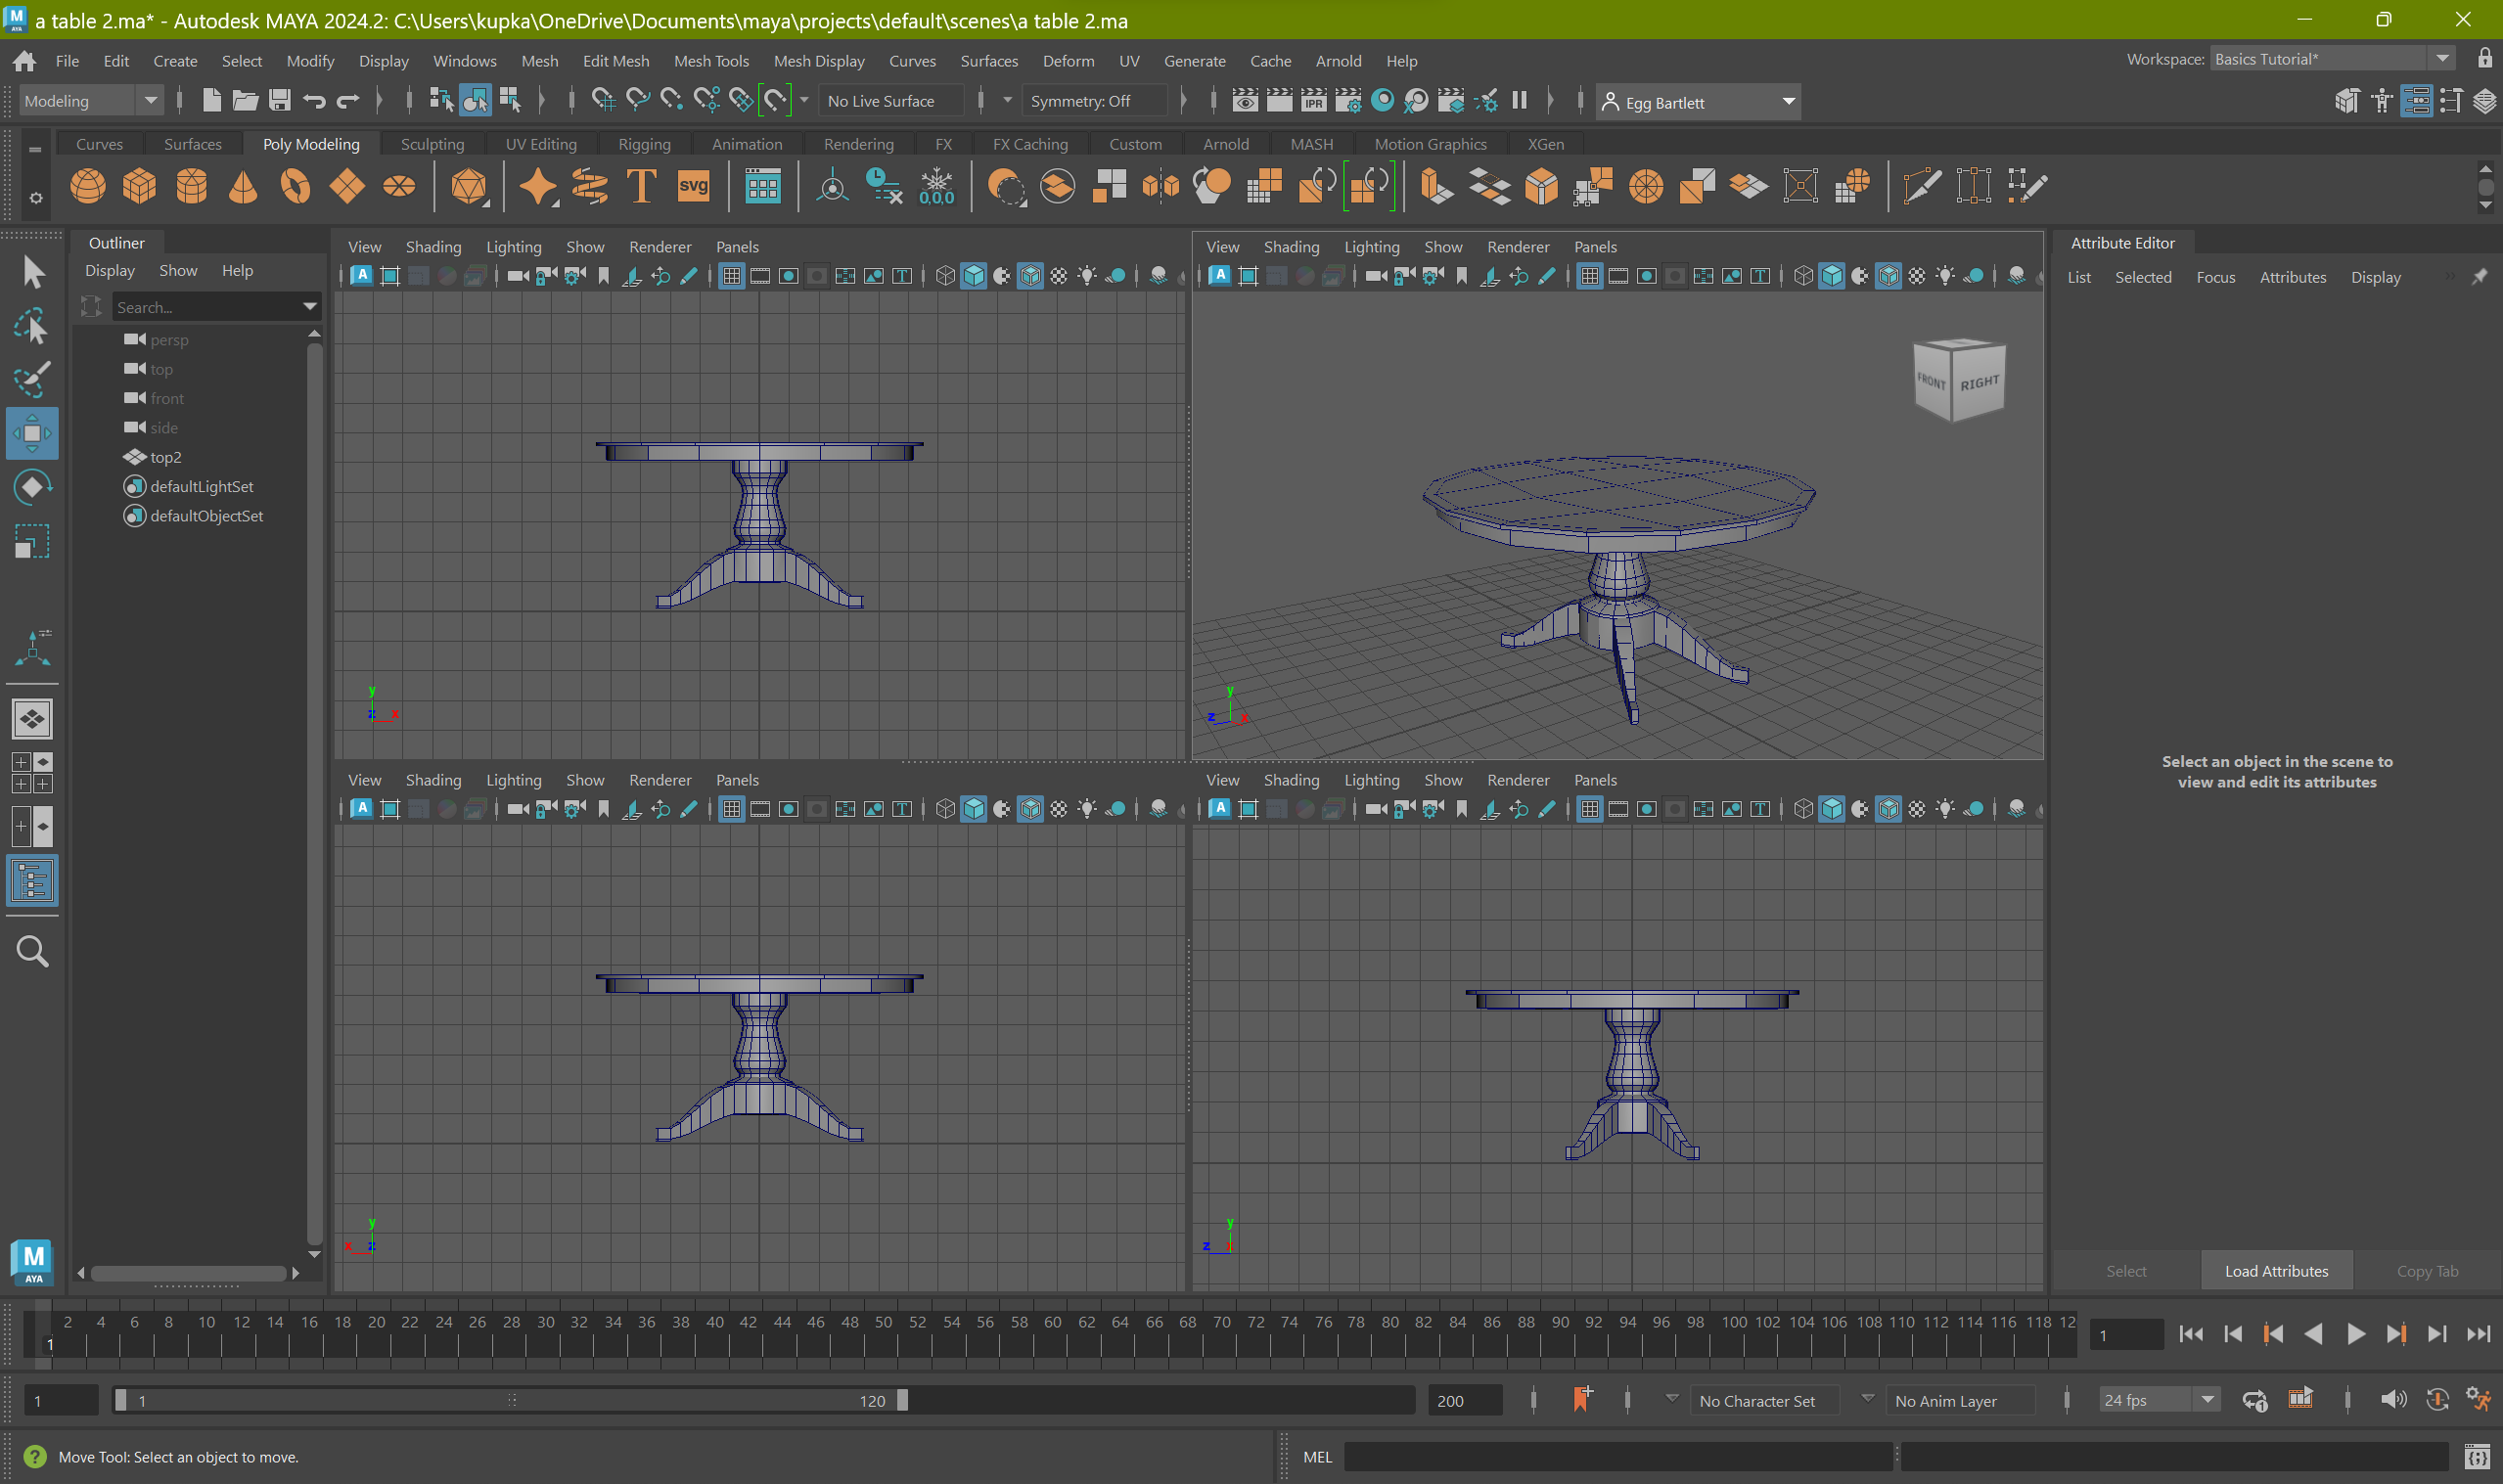 a table 2.ma* - Autodesk MAYA 2024.2: C:\Users\kupka\OneDrive\Documents\maya\projects\default\scenes\a table 2.ma
File Edit Create Select Modify Display Windows Mesh Edit Mesh Mesh Tools Mesh Display Curves Surfaces Deform UV Generate Cache Arnold Help Workspace: Basics Tutorial*
Modeling No Live Surface Symmetry: Off IPR Egg Bartlett
Curves Surfaces Poly Modeling Sculpting UV Editing Rigging Animation Rendering FX FX Caching Custom Arnold MASH Motion Graphics XGen
T svg 0,0,0
Outliner
Display Show Help
Search...
persp
top
front
side
top2
defaultLightSet
defaultObjectSet
View Shading Lighting Show Renderer Panels
y
z x
View Shading Lighting Show Renderer Panels
FRONT RIGHT
y
z x
View Shading Lighting Show Renderer Panels
y
x z
View Shading Lighting Show Renderer Panels
y
z
Attribute Editor
List Selected Focus Attributes Display
Select an object in the scene to
view and edit its attributes
Select Load Attributes Copy Tab
M
AYA
2 4 6 8 10 12 14 16 18 20 22 24 26 28 30 32 34 36 38 40 42 44 46 48 50 52 54 56 58 60 62 64 66 68 70 72 74 76 78 80 82 84 86 88 90 92 94 96 98 100 102 104 106 108 110 112 114 116 118 12
1 1
1 1 120 200 No Character Set No Anim Layer 24 fps
? Move Tool: Select an object to move. MEL